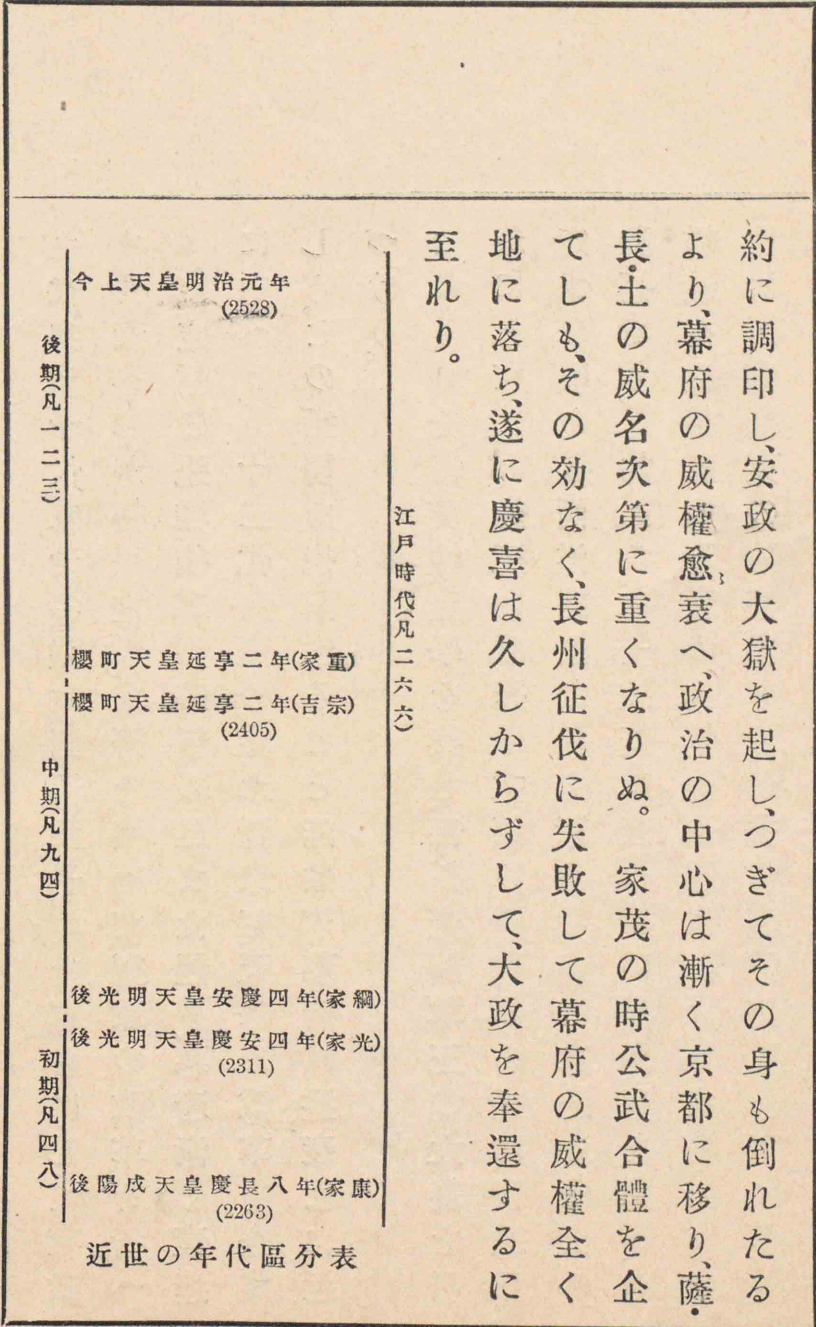 約に調印し、安政の大獄を起し、つぎてその身も倒れたる
より、幕府の威權愈〻衰へ、政治の中心は漸く京都に移り、薩・
長・土の威名次第に重くなりぬ。　家茂の時公武合體を企
てしも、その効なく、長州征伐に失敗して幕府の威權全く
地に落ち、遂に慶喜は久しからずして、大政を奉還するに
至れり。
近世の年代區分表
江戸時代(凡二六六)
後陽成天皇慶長八年(家康)
(2263)
初期(凡四八)
後光明天皇慶安四年(家光)
(2311)
後光明天皇安慶四年(家綱)
中期(凡九四)
櫻町天皇延享二年(吉宗)
(2405)
櫻町天皇延享二年(家重)
後期(凡一二三)
今上天皇明治元年
(2528)